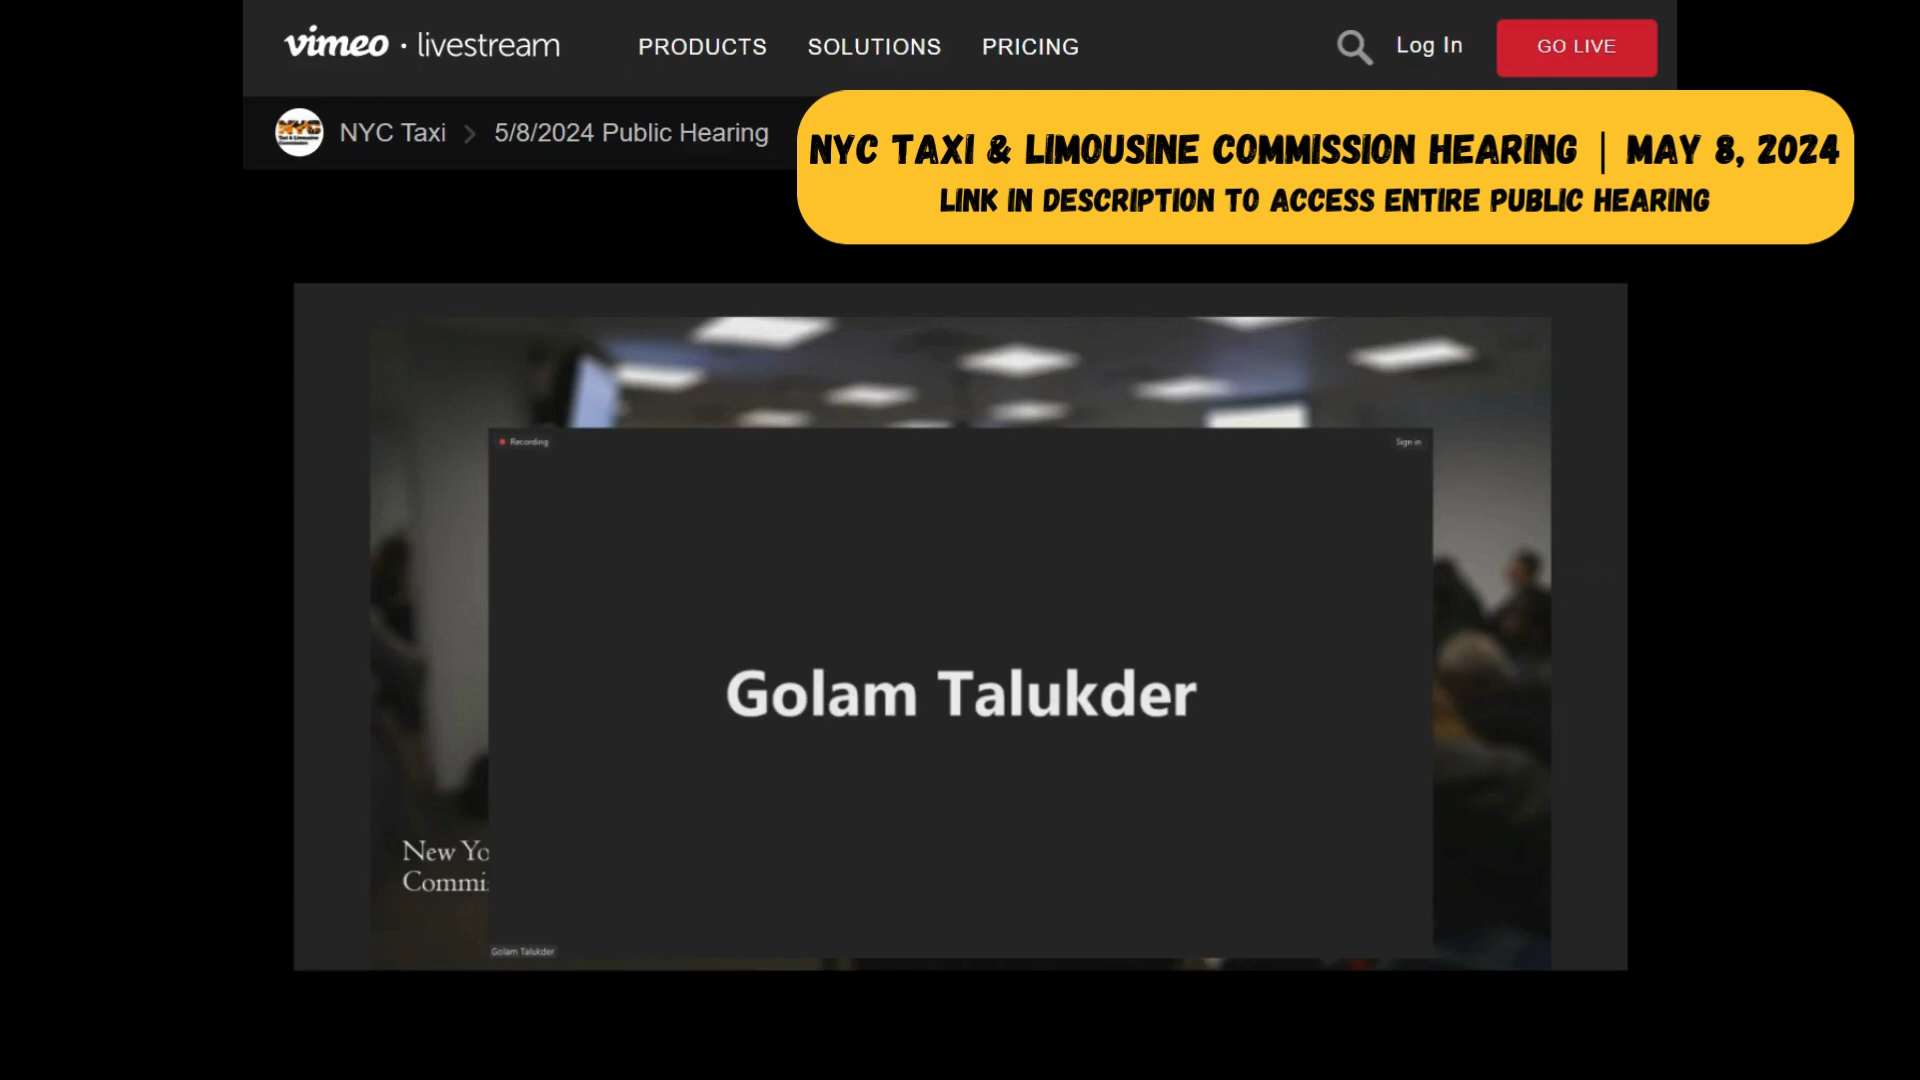 vimeo · livestream PRODUCTS SOLUTIONS PRICING Log In GO LIVE
NYC Taxi > 5/8/2024 Public Hearing
NYC TAXI & LIMOUSINE COMMISSION HEARING | MAY 8, 2024
LINK IN DESCRIPTION TO ACCESS ENTIRE PUBLIC HEARING
Recording Sign in
Golam Talukder
New Yo
Commi
Golam Talukder